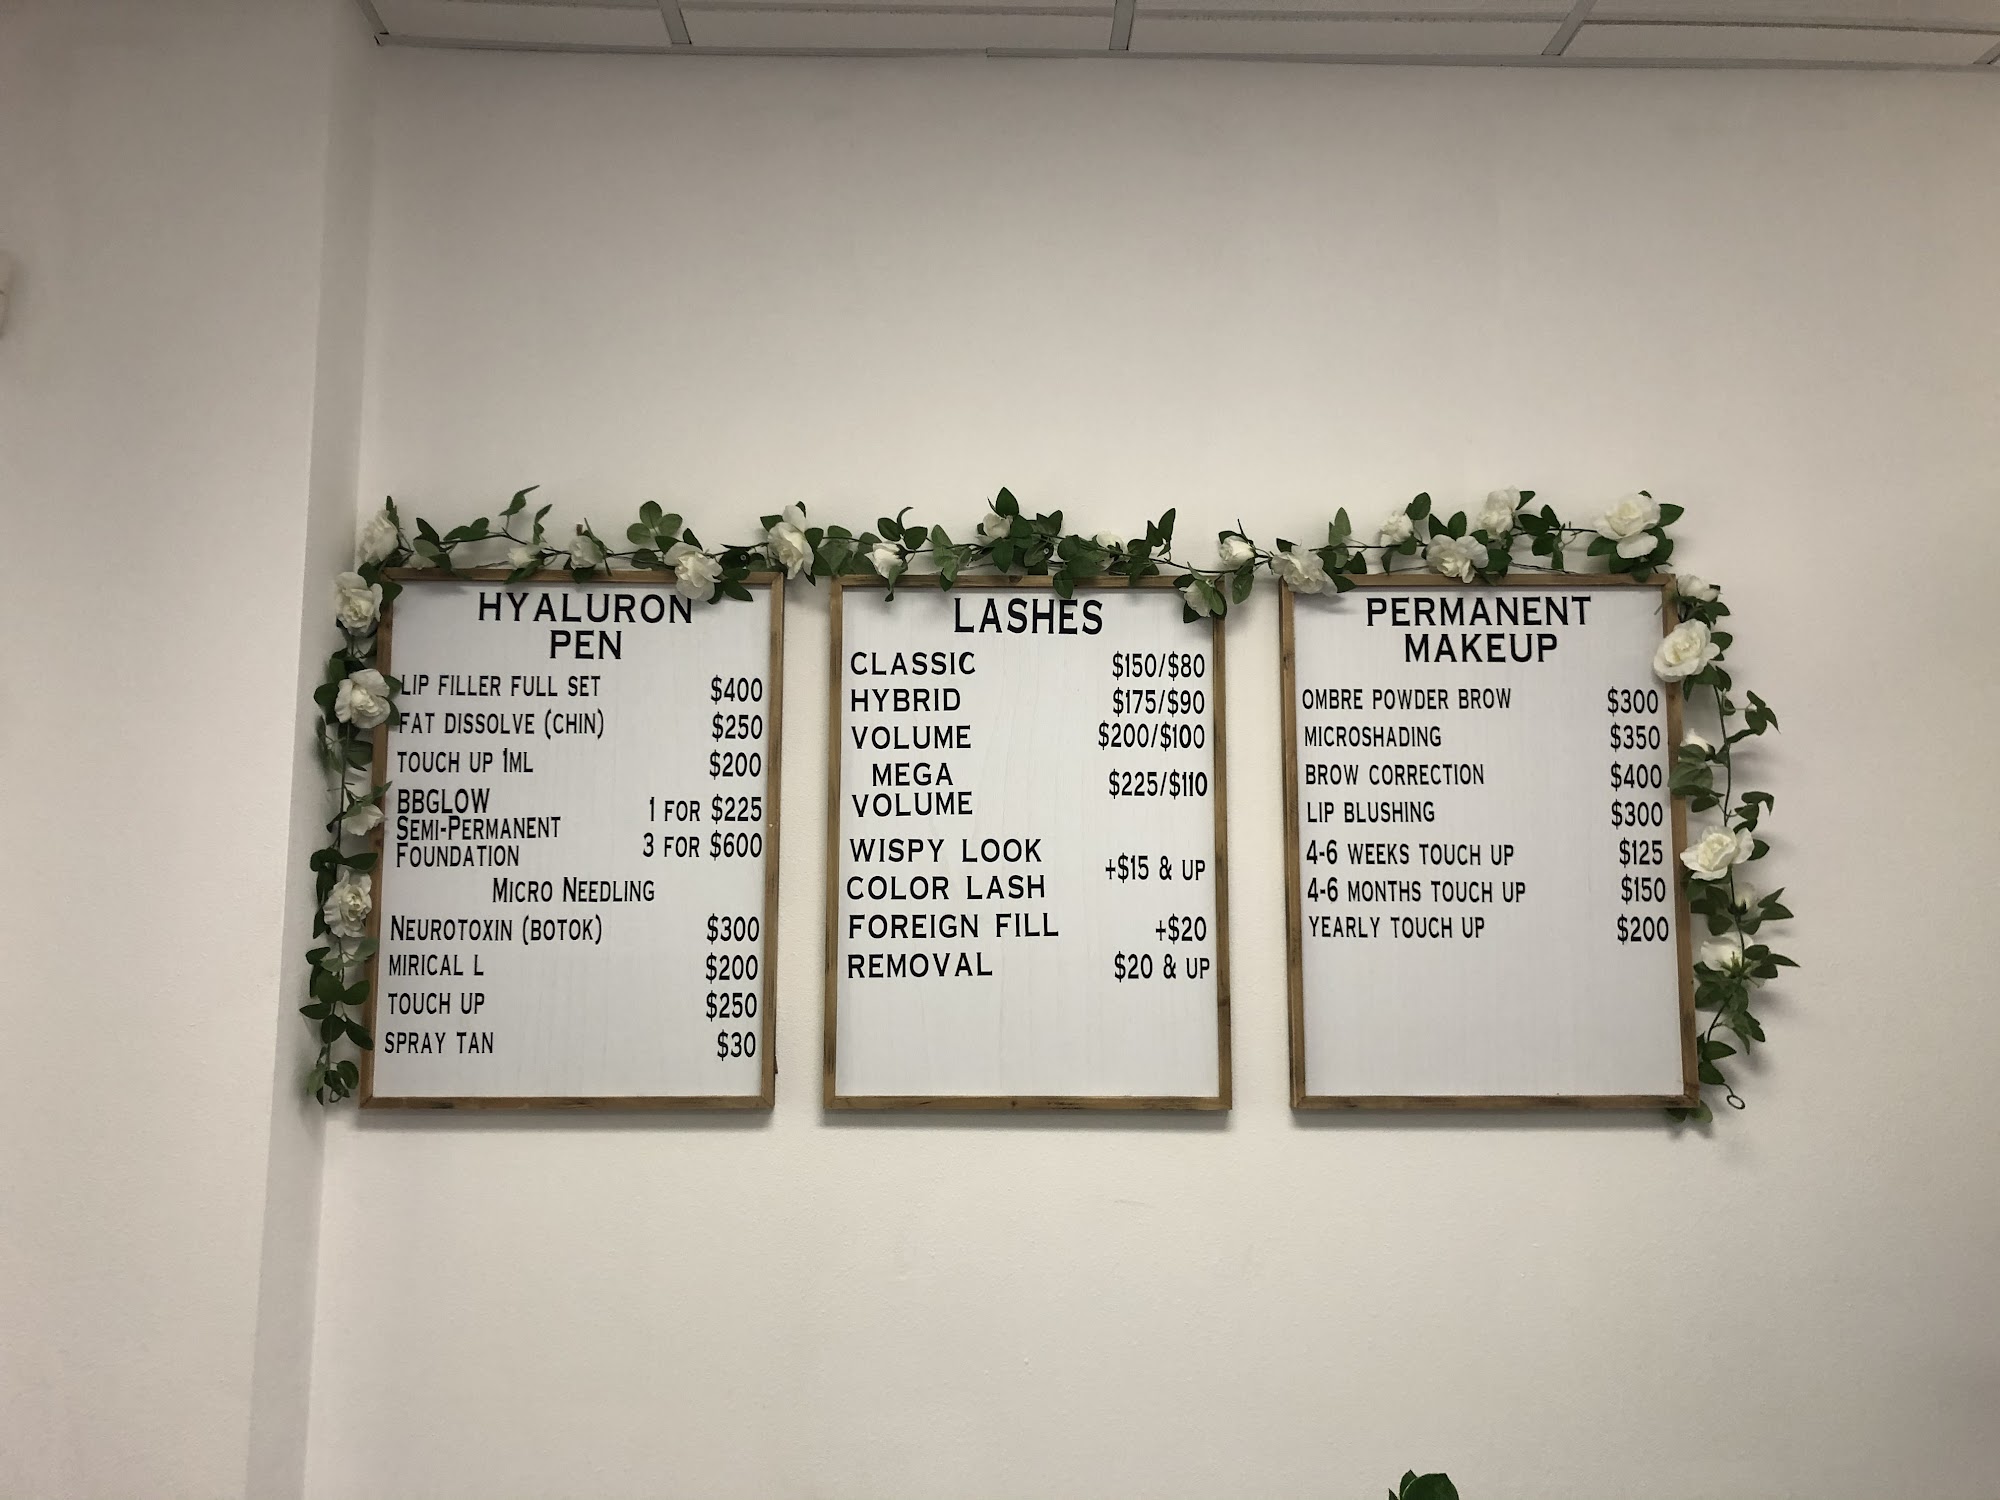 HYALURON
PEN
LIP FILLER FULL SET $400
FAT DISSOLVE (CHIN) $250
TOUCH UP 1ML $200
BBGLOW 1 FOR $225
SEMI-PERMANENT
FOUNDATION 3 FOR $600
MICRO NEEDLING
NEUROTOXIN (BOTOK) $300
MIRICAL L $200
TOUCH UP $250
SPRAY TAN $30
LASHES
CLASSIC $150/$80
HYBRID $175/$90
VOLUME $200/$100
MEGA
VOLUME $225/$110
WISPY LOOK
COLOR LASH +$15 & UP
FOREIGN FILL +$20
REMOVAL $20 & UP
PERMANENT
MAKEUP
OMBRE POWDER BROW $300
MICROSHADING $350
BROW CORRECTION $400
LIP BLUSHING $300
4-6 WEEKS TOUCH UP $125
4-6 MONTHS TOUCH UP $150
YEARLY TOUCH UP $200